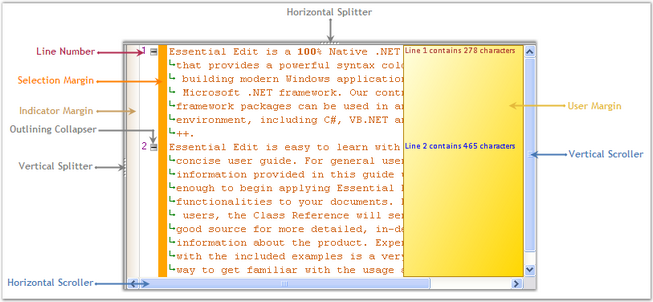 Horizontal Splitter
Line Number
Selection Margin
Indicator Margin
Outlining Collapser
Vertical Splitter
Horizontal Scroller
1 Essential Edit is a 100% Native .NET
that provides a powerful syntax colo
building modern Windows application
Microsoft .NET framework. Our contr
framework packages can be used in an
environment, including C#, VB.NET an
++.
2 Essential Edit is easy to learn with
concise user guide. For general user
information provided in this guide w
enough to begin applying Essential
functionalities to your documents.
users, the Class Reference will ser
good source for more detailed, in-de
information about the product. Exper
with the included examples is a very
way to get familiar with the usage
Line 1 contains 278 characters
Line 2 contains 465 characters
User Margin
Vertical Scroller